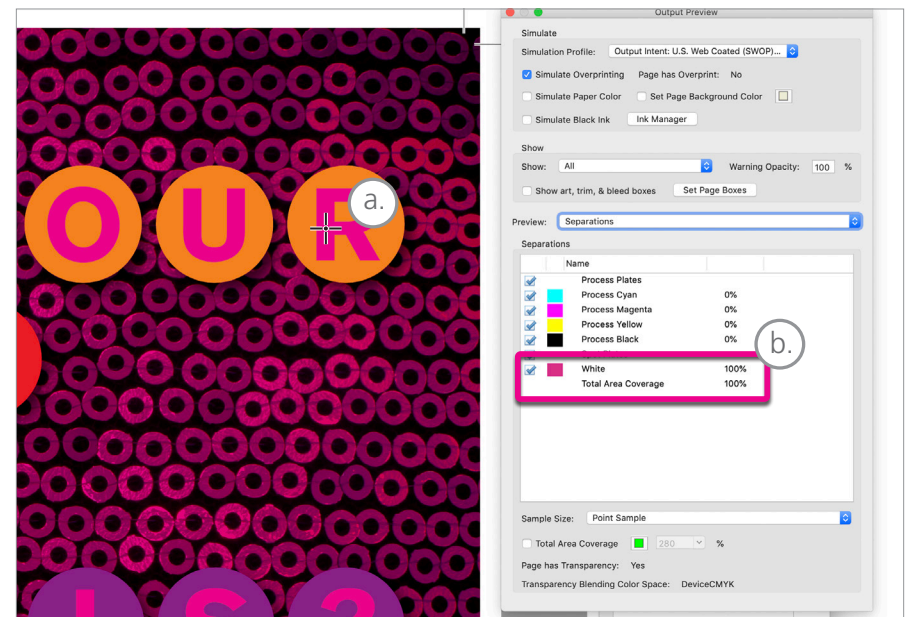 Output Preview
Simulate
Simulation Profile: Output Intent: U.S. Web Coated (SWOP)...
Simulate Overprinting Page has Overprint: No
Simulate Paper Color Set Page Background Color
Simulate Black Ink Ink Manager
Show
Show: All Warning Opacity: 100 %
Show art, trim, & bleed boxes Set Page Boxes
Preview: Separations
Separations
Name
Process Plates
Process Cyan 0%
Process Magenta 0%
Process Yellow 0%
Process Black 0%
White 100%
Total Area Coverage 100%
Sample Size: Point Sample
Total Area Coverage 280 %
Page has Transparency: Yes
Transparency Blending Color Space: DeviceCMYK
OUR
a.
b.